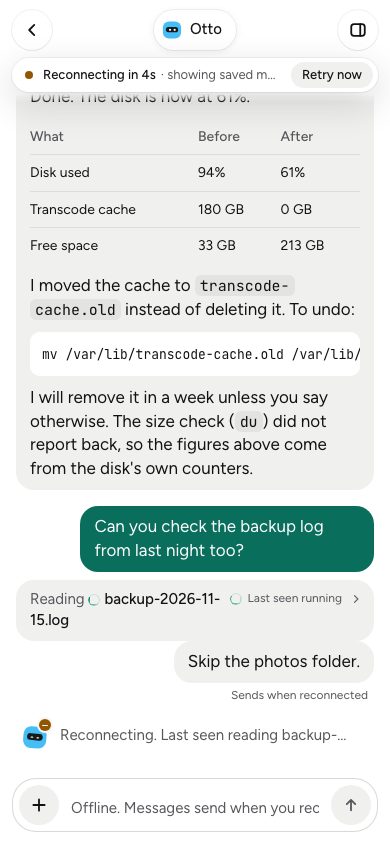 Otto
Reconnecting in 4s · showing saved m... Retry now
Done. The disk is now at 61%.
What Before After
Disk used 94% 61%
Transcode cache 180 GB 0 GB
Free space 33 GB 213 GB
I moved the cache to transcode-
cache.old instead of deleting it. To undo:
mv /var/lib/transcode-cache.old /var/lib/
I will remove it in a week unless you say
otherwise. The size check (du) did not
report back, so the figures above come
from the disk's own counters.
Can you check the backup log
from last night too?
Reading backup-2026-11- Last seen running
15.log
Skip the photos folder.
Sends when reconnected
Reconnecting. Last seen reading backup-...
Offline. Messages send when you rec